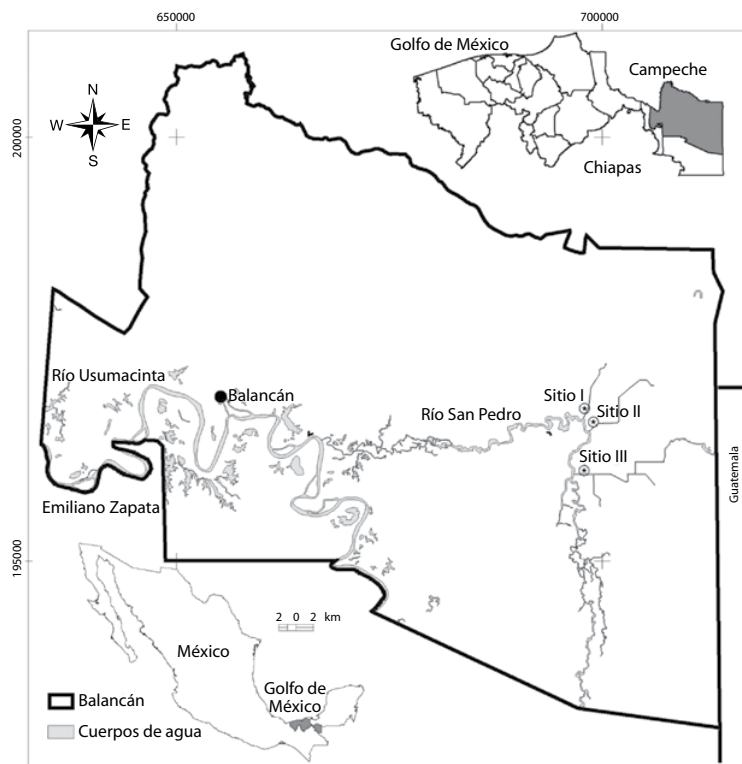 650000
700000
Golfo de México
Campeche
N
W
E
S
200000
Chiapas
Río Usumacinta
Balancán
Sitio I
Río San Pedro
Sitio II
Sitio III
Guatemala
Emiliano Zapata
195000
2 0 2 km
México
Golfo de
México
Balancán
Cuerpos de agua